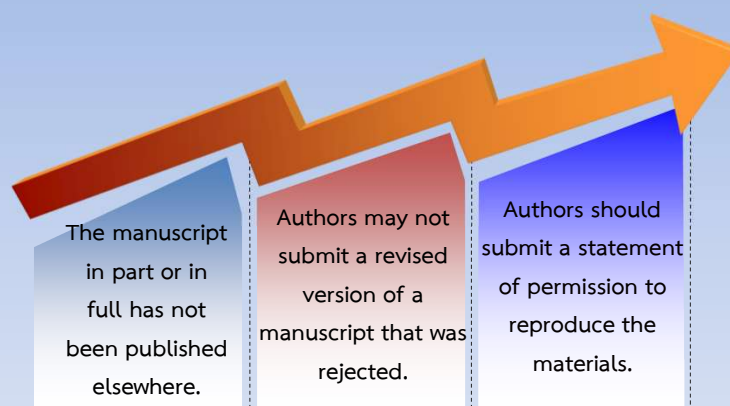 The manuscript
in part or in
full has not
been published
elsewhere.
Authors may not
submit a revised
version of a
manuscript that was
rejected.
Authors should
submit a statement
of permission to
reproduce the
materials.